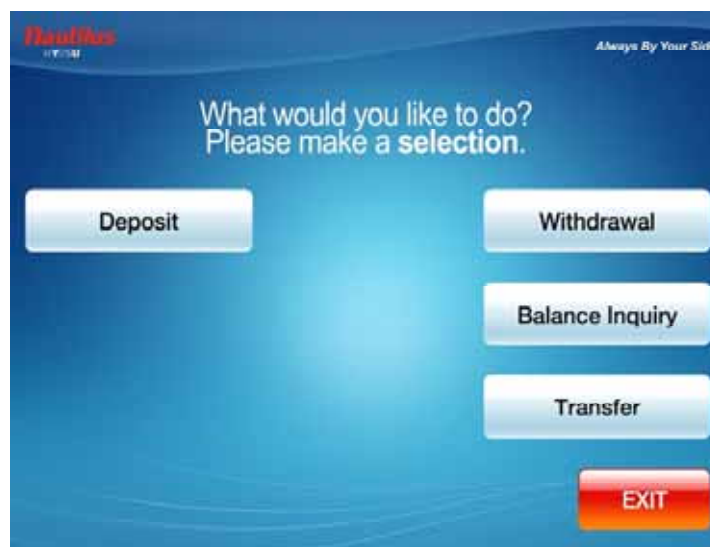 Nautilus
HYOSUNG
Always By Your Sid
What would you like to do?
Please make a selection.
Deposit
Withdrawal
Balance Inquiry
Transfer
EXIT